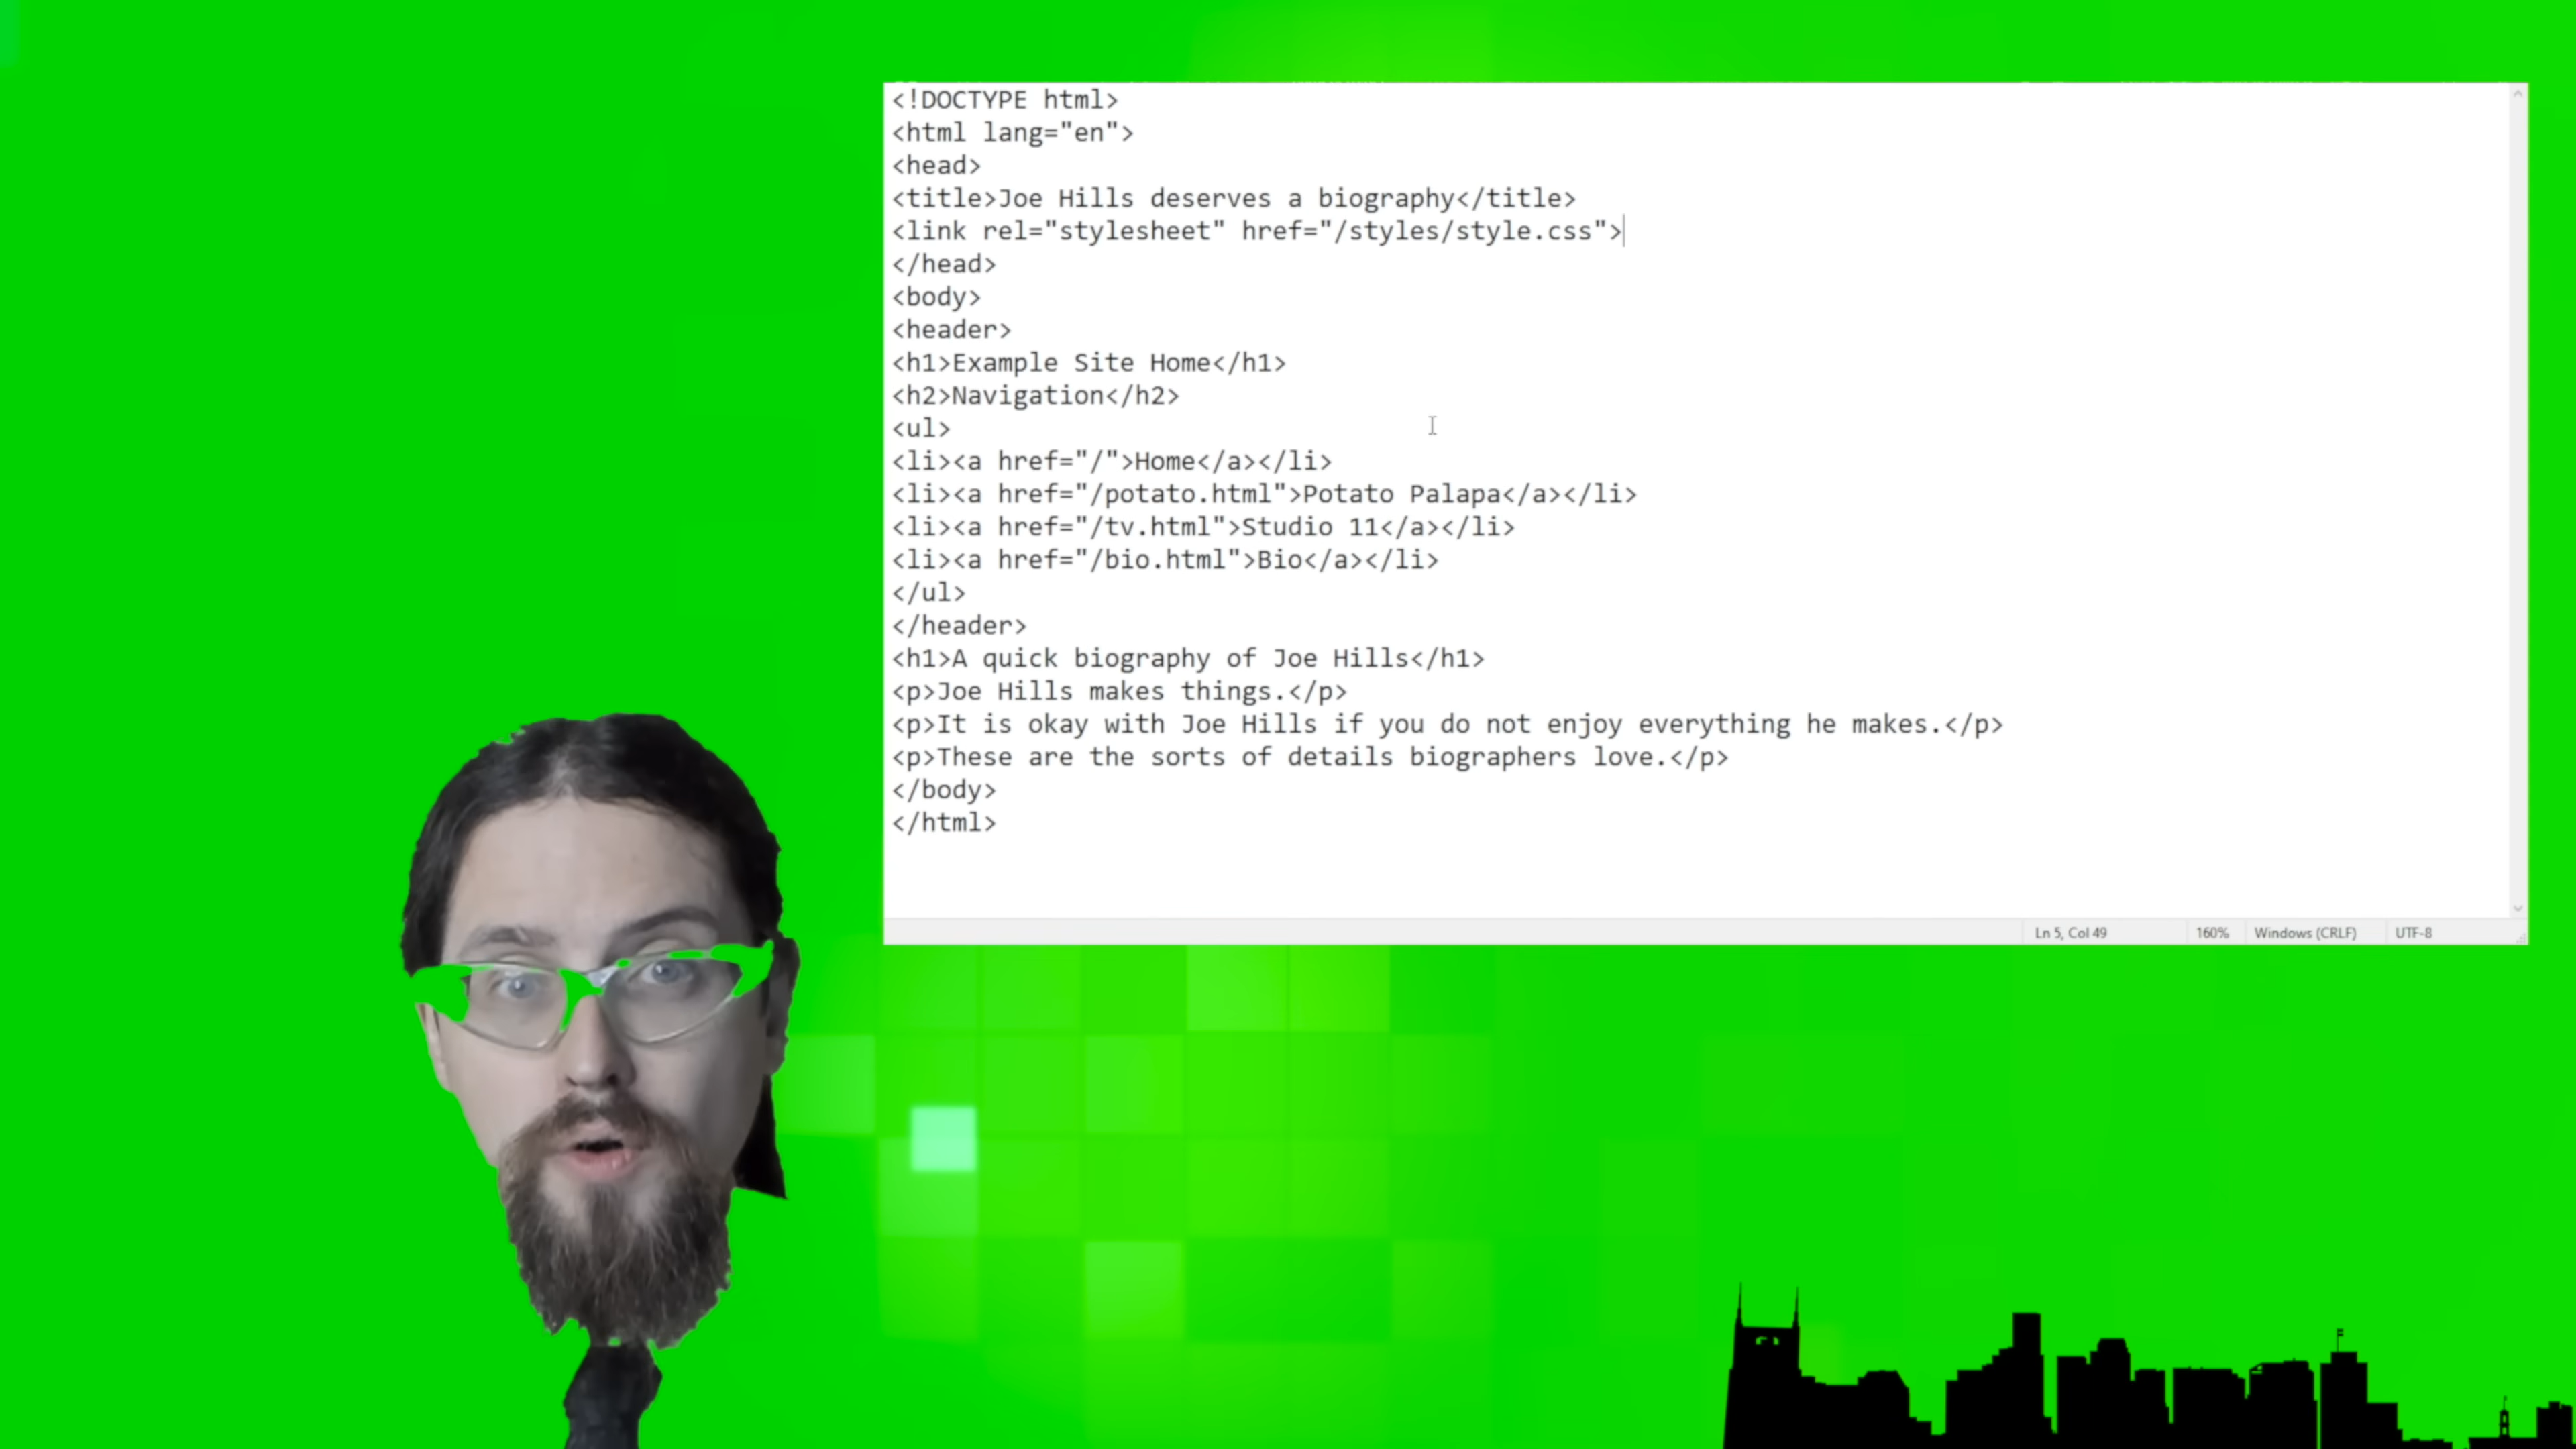 <!DOCTYPE html>
<html lang="en">
<head>
<title>Joe Hills deserves a biography</title>
<link rel="stylesheet" href="/styles/style.css">
</head>
<body>
<header>
<h1>Example Site Home</h1>
<h2>Navigation</h2>
<ul>
<li><a href="/">Home</a></li>
<li><a href="/potato.html">Potato Palapa</a></li>
<li><a href="/tv.html">Studio 11</a></li>
<li><a href="/bio.html">Bio</a></li>
</ul>
</header>
<h1>A quick biography of Joe Hills</h1>
<p>Joe Hills makes things.</p>
<p>It is okay with Joe Hills if you do not enjoy everything he makes.</p>
<p>These are the sorts of details biographers love.</p>
</body>
</html>
Ln 5, Col 49 160% Windows (CRLF) UTF-8